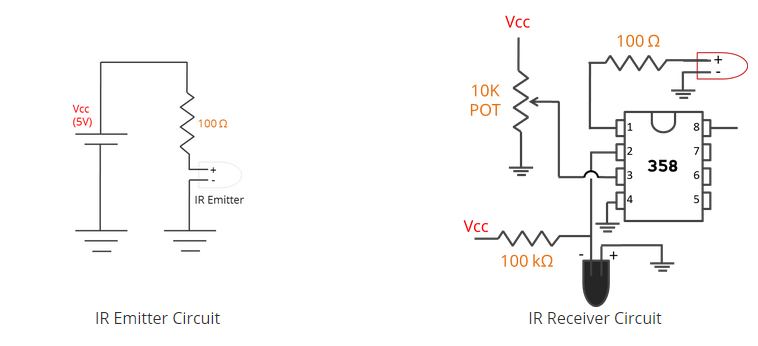 Vcc
(5V)
100 Ω
+
-
IR Emitter
IR Emitter Circuit
Vcc
10K
POT
100 Ω
+
-
1
2
3
4
358
8
7
6
5
Vcc
100 kΩ
-
+
IR Receiver Circuit